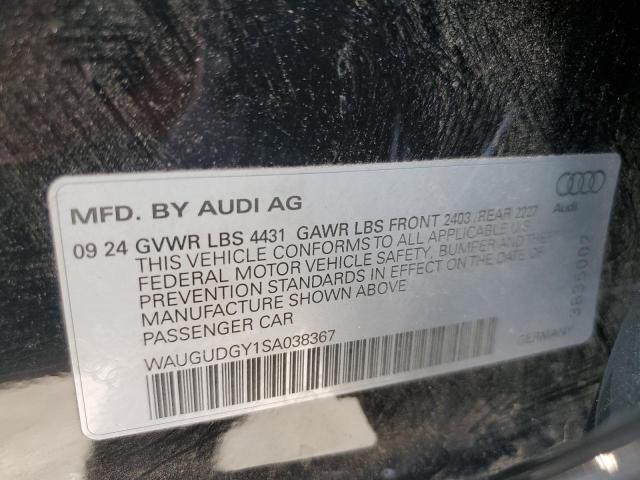 MFD. BY AUDI AG
09 24 GVWR LBS 4431 GAWR LBS FRONT 2403 /REAR 2227
THIS VEHICLE CONFORMS TO ALL APPLICABLE U.S.
FEDERAL MOTOR VEHICLE SAFETY, BUMPER AND THEFT
PREVENTION STANDARDS IN EFFECT ON THE DATE OF
MANUFACTURE SHOWN ABOVE
PASSENGER CAR
WAUGUDGY1SA038367
Audi
GERMANY